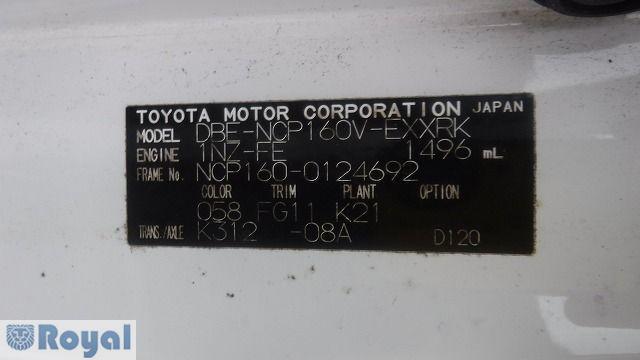 TOYOTA MOTOR CORPORATION JAPAN
MODEL DBE-NCP160V-EXXRK
ENGINE 1NZ-FE 1496 mL
FRAME No. NCP160-0124692
COLOR TRIM PLANT OPTION
058 FG11 K21
TRANS./AXLE K312 -08A D120
Royal